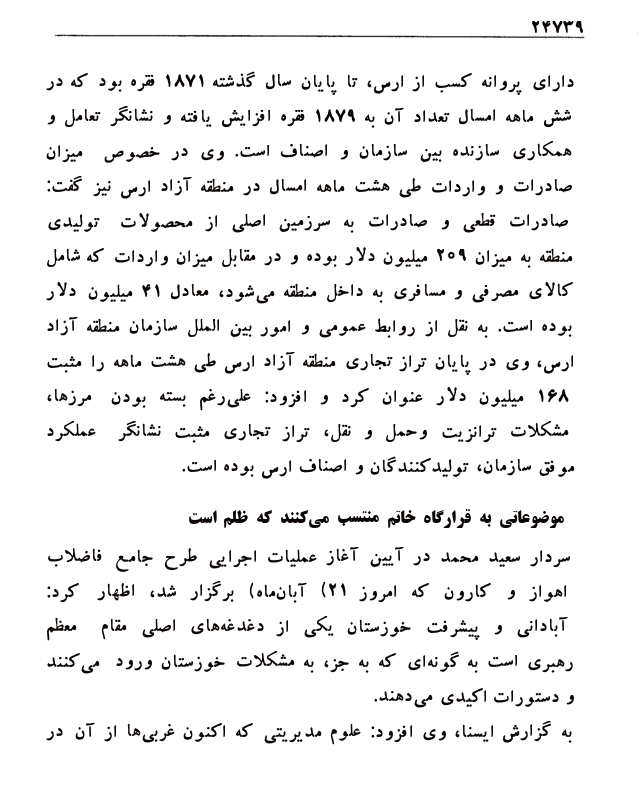 ۲۴۷۳۹
دارای پروانه کسب از ارس، تا پایان سال گذشته ۱۸۷۱ فقره بود که در
شش ماهه امسال تعداد آن به ۱۸۷۹ فقره افزایش یافته و نشانگر تعامل و
همکاری سازنده بین سازمان و اصناف است. وی در خصوص میزان
صادرات و واردات طی هشت ماهه امسال در منطقه آزاد ارس نیز گفت:
صادرات قطعی و صادرات به سرزمین اصلی از محصولات تولیدی
منطقه به میزان ۲۰۹ میلیون دلار بوده و در مقابل میزان واردات که شامل
کالای مصرفی و مسافری به داخل منطقه می‌شود، معادل ۴۱ میلیون دلار
بوده است. به نقل از روابط عمومی و امور بین الملل سازمان منطقه آزاد
ارس، وی در پایان تراز تجاری منطقه آزاد ارس طی هشت ماهه را مثبت
۱۶۸ میلیون دلار عنوان کرد و افزود: علی‌رغم بسته بودن مرزها،
مشکلات ترانزیت وحمل و نقل، تراز تجاری مثبت نشانگر عملکرد
موفق سازمان، تولیدکنندگان و اصناف ارس بوده است.
موضوعاتی به قرارگاه خاتم منتسب می‌کنند که ظلم است
سردار سعید محمد در آیین آغاز عملیات اجرایی طرح جامع فاضلاب
اهواز و کارون که امروز ۲۱) آبان‌ماه) برگزار شد، اظهار کرد:
آبادانی و پیشرفت خوزستان یکی از دغدغه‌های اصلی مقام معظم
رهبری است به گونه‌ای که به جز، به مشکلات خوزستان ورود می‌کنند
و دستورات اکیدی می‌دهند.
به گزارش ایسنا، وی افزود: علوم مدیریتی که اکنون غربی‌ها از آن در